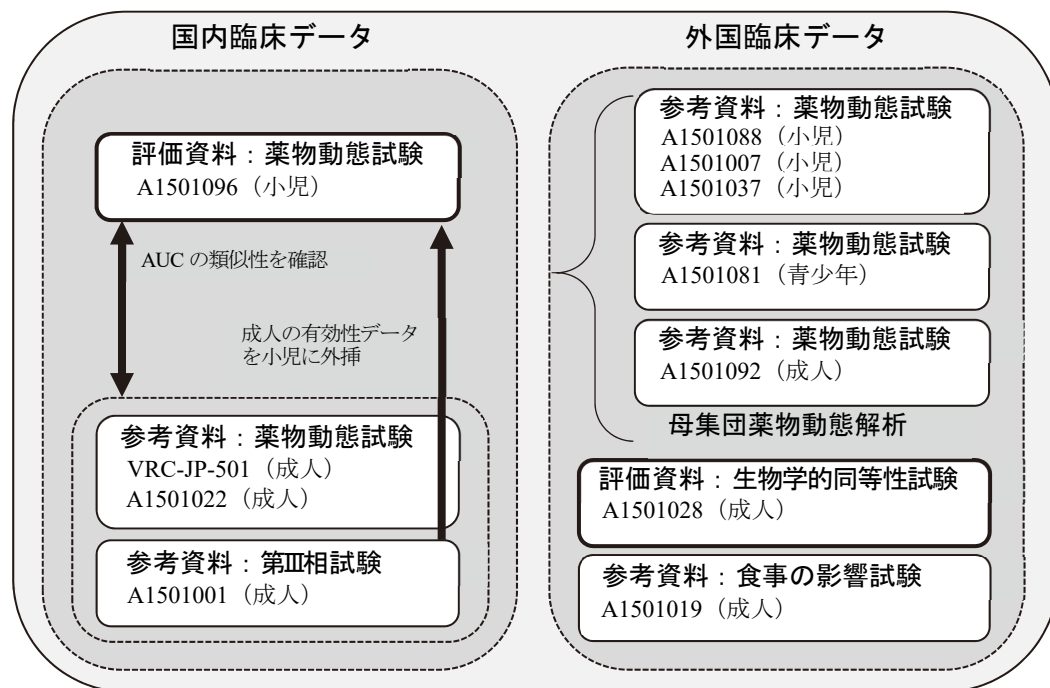 国内臨床データ
評価資料：薬物動態試験
A1501096（小児）
AUC の類似性を確認
成人の有効性データ
を小児に外挿
参考資料：薬物動態試験
VRC-JP-501（成人）
A1501022（成人）
参考資料：第Ⅲ相試験
A1501001（成人）
外国臨床データ
参考資料：薬物動態試験
A1501088（小児）
A1501007（小児）
A1501037（小児）
参考資料：薬物動態試験
A1501081（青少年）
参考資料：薬物動態試験
A1501092（成人）
母集団薬物動態解析
評価資料：生物学的同等性試験
A1501028（成人）
参考資料：食事の影響試験
A1501019（成人）